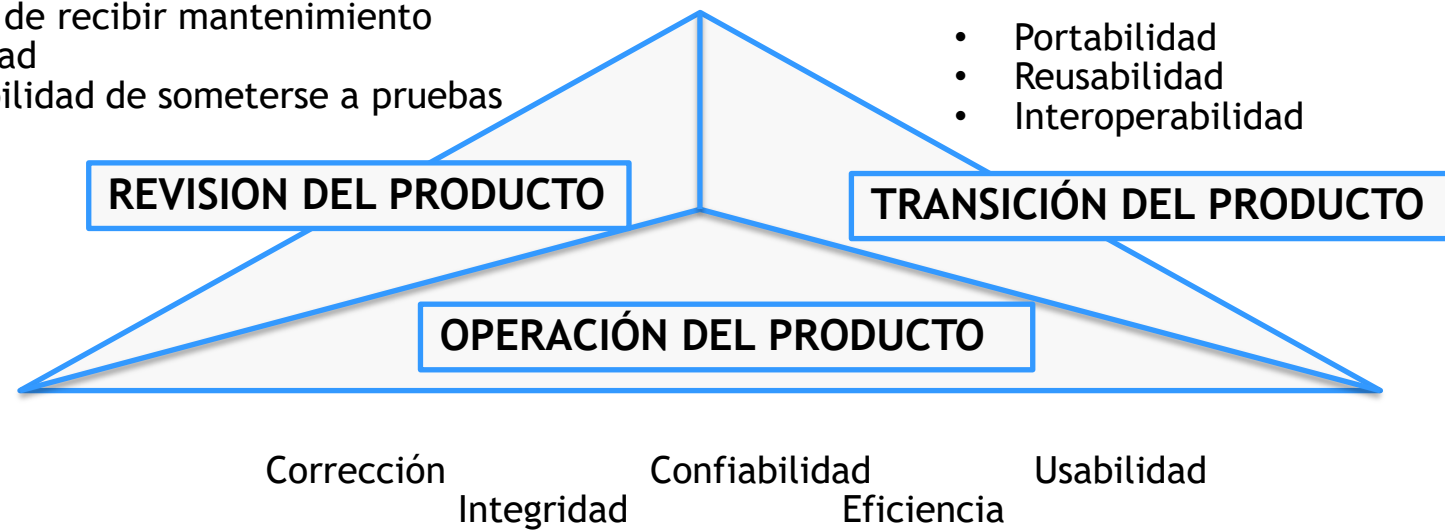 de recibir mantenimiento
ad
bilidad de someterse a pruebas
• Portabilidad
• Reusabilidad
• Interoperabilidad
REVISION DEL PRODUCTO
TRANSICIÓN DEL PRODUCTO
OPERACIÓN DEL PRODUCTO
Corrección Confiabilidad Usabilidad
Integridad Eficiencia